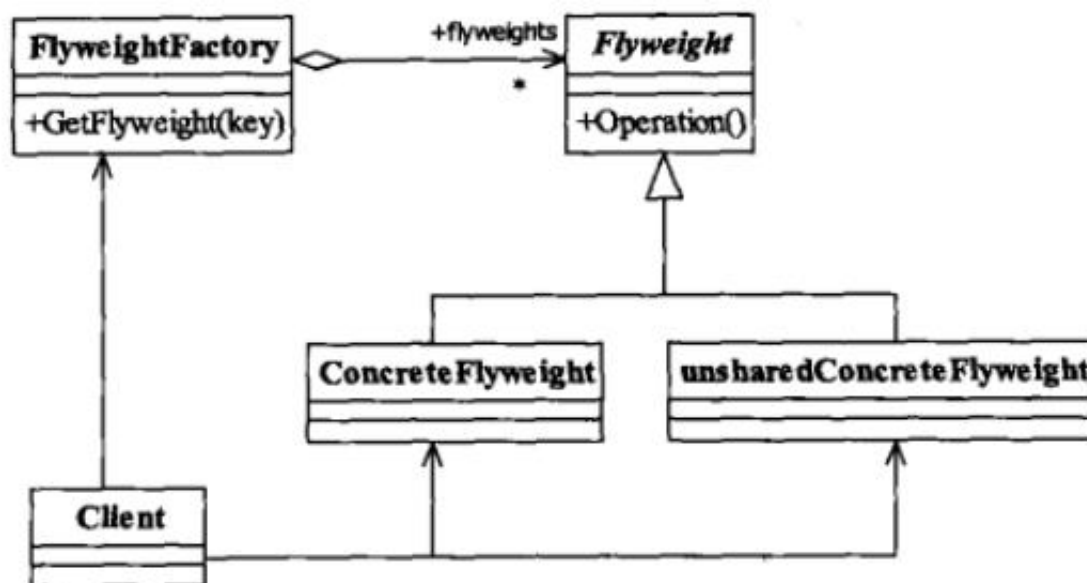 FlyweightFactory
+GetFlyweight(key)
+flyweights
*
Flyweight
+Operation()
ConcreteFlyweight
unsharedConcreteFlyweight
Client